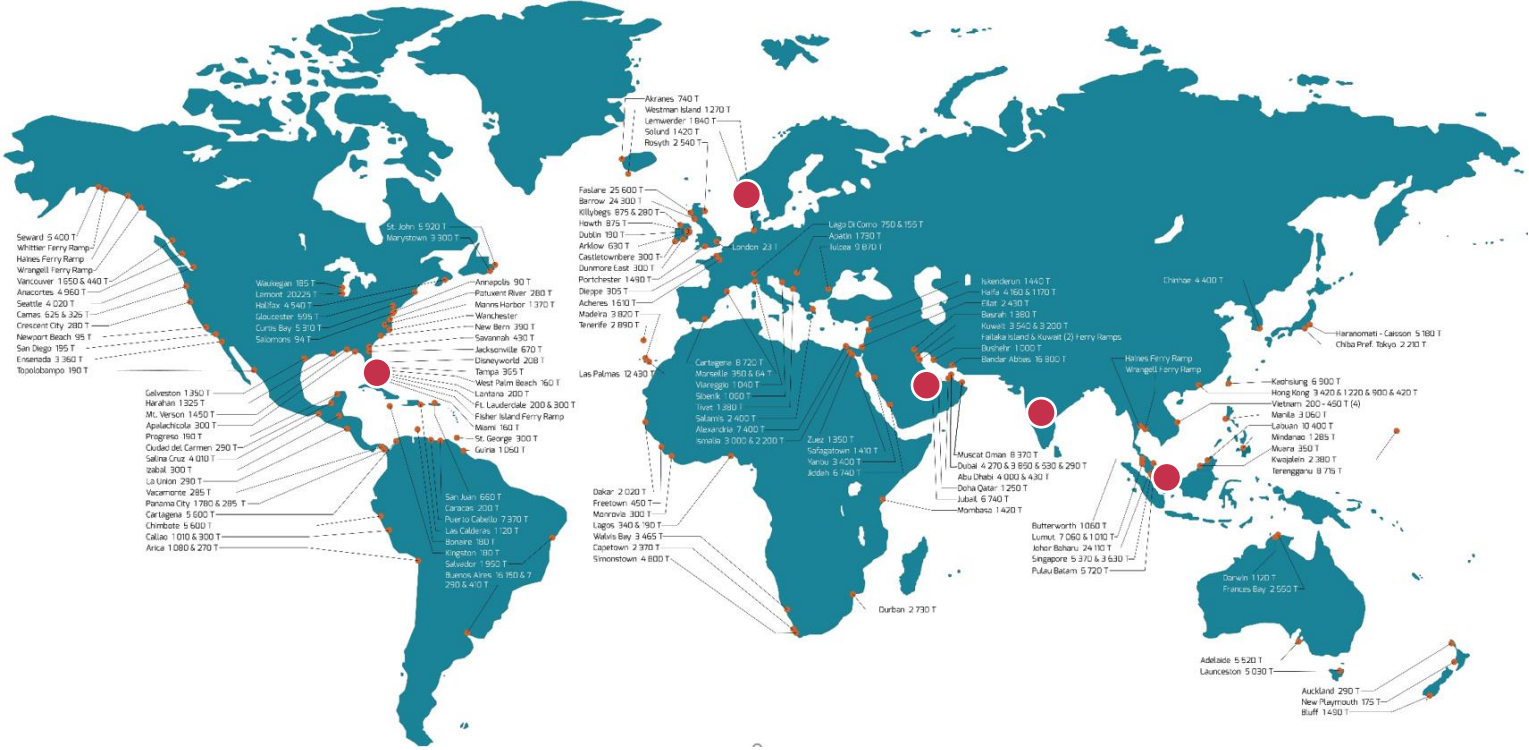 Seward 5 400 T
Whittier Ferry Ramp
Haines Ferry Ramp
Wrangell Ferry Ramp
Vancouver 1 650 & 440 T
Anacortes 4 960 T
Seattle 4 020 T
Camas 625 & 325 T
Crescent City 280 T
Newport Beach 95 T
San Diego 195 T
Ensenada 3 360 T
Topolobampo 190 T
Galveston 1 350 T
Harahan 1 325 T
Mt. Verson 1 450 T
Apalachicola 300 T
Progreso 190 T
Ciudad del Carmen 290 T
Salina Cruz 4 010 T
Izabal 300 T
La Union 290 T
Vacamonte 285 T
Panama City 1 780 & 285 T
Cartagena 5 600 T
Chimbote 5 600 T
Callao 1 010 & 300 T
Arica 1 080 & 270 T
St. John 5 920 T
Marystown 3 300 T
Waukegan 185 T
Lemont 20225 T
Halifax 4 540 T
Gloucester 595 T
Curtis Bay 5 310 T
Salomons 94 T
Annapolis 90 T
Patuxent River 280 T
Manns Harbor 1 370 T
Wanchester
New Bern 390 T
Savannah 430 T
Jacksonville 670 T
Disneyworld 208 T
Tampa 365 T
West Palm Beach 160 T
Lantana 200 T
Ft. Lauderdale 200 & 300 T
Fisher Island Ferry Ramp
Miami 160 T
St. George 300 T
Guiria 1 060 T
San Juan 660 T
Caracas 200 T
Puerto Cabello 7 370 T
Las Calderas 1 120 T
Bonaire 180 T
Kingston 180 T
Salvador 1 950 T
Buenos Aires 16 150 & 7
290 & 410 T
Akranes 740 T
Westman Island 1 270 T
Lemwerder 1 840 T
Solund 1 420 T
Rosyth 2 540 T
Faslane 25 600 T
Barrow 24 300 T
Killybegs 875 & 280 T
Howth 875 T
Dublin 190 T
Arklow 630 T
Castletownbere 300 T
Dunmore East 300 T
Portchester 1 490 T
Dieppe 305 T
Acheres 1 610 T
Madeira 3 820 T
Tenerife 2 890 T
Las Palmas 12 430 T
London 23 T
Lago Di Como 750 & 155 T
Apatin 1 730 T
Tulcea 9 870 T
Cartagena 8 720 T
Marselle 350 & 64 T
Viareggio 1 040 T
Sibenik 1 060 T
Tivat 1 380 T
Salamis 2 400 T
Alexandria 7 400 T
Ismalia 3 000 & 2 200 T
Zuez 1 350 T
Safagatown 1 410 T
Yanbu 3 400 T
Jiddah 6 740 T
Dakar 2 020 T
Freetown 450 T
Monrovia 300 T
Lagos 340 & 190 T
Walvis Bay 3 465 T
Capetown 2 370 T
Simonstown 4 800 T
Durban 2 730 T
Iskenderun 1 440 T
Haifa 4 160 & 1 170 T
Eilat 2 430 T
Basrah 1 380 T
Kuwait 3 540 & 3 200 T
Failaka Island & Kuwait (2) Ferry Ramps
Bushehr 1 000 T
Bandar Abbas 16 800 T
Muscat Oman 8 370 T
Dubai 4 270 & 3 850 & 530 & 290 T
Abu Dhabi 4 000 & 430 T
Doha Qatar 1 250 T
Jubail 6 740 T
Mombasa 1 420 T
Chinhae 4 400 T
Haranomati - Caisson 5 180 T
Chiba Pref. Tokyo 2 210 T
Haines Ferry Ramp
Wrangell Ferry Ramp
Kaohsiung 6 900 T
Hong Kong 3 420 & 1 220 & 900 & 420 T
Vietnam 200 - 450 T (4)
Manila 3 060 T
Labuan 10 400 T
Mindanao 1 285 T
Muera 350 T
Kwajalein 2 380 T
Terengganu 8 715 T
Butterworth 1 060 T
Lumut 7 060 & 1 010 T
Johor Baharu 24 110 T
Singapore 5 370 & 3 630 T
Pulau Batam 5 720 T
Darwin 1 120 T
Frances Bay 2 550 T
Adelaide 5 520 T
Launceston 5 030 T
Auckland 290 T
New Playmouth 175 T
Bluff 1 490 T